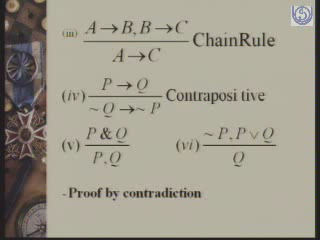 (iii) A → B, B → C / A → C ChainRule
(iv) P → Q / ~ Q → ~ P Contraposi tive
(v) P & Q / P, Q (vi) ~ P, P ∨ Q / Q
- Proof by contradiction